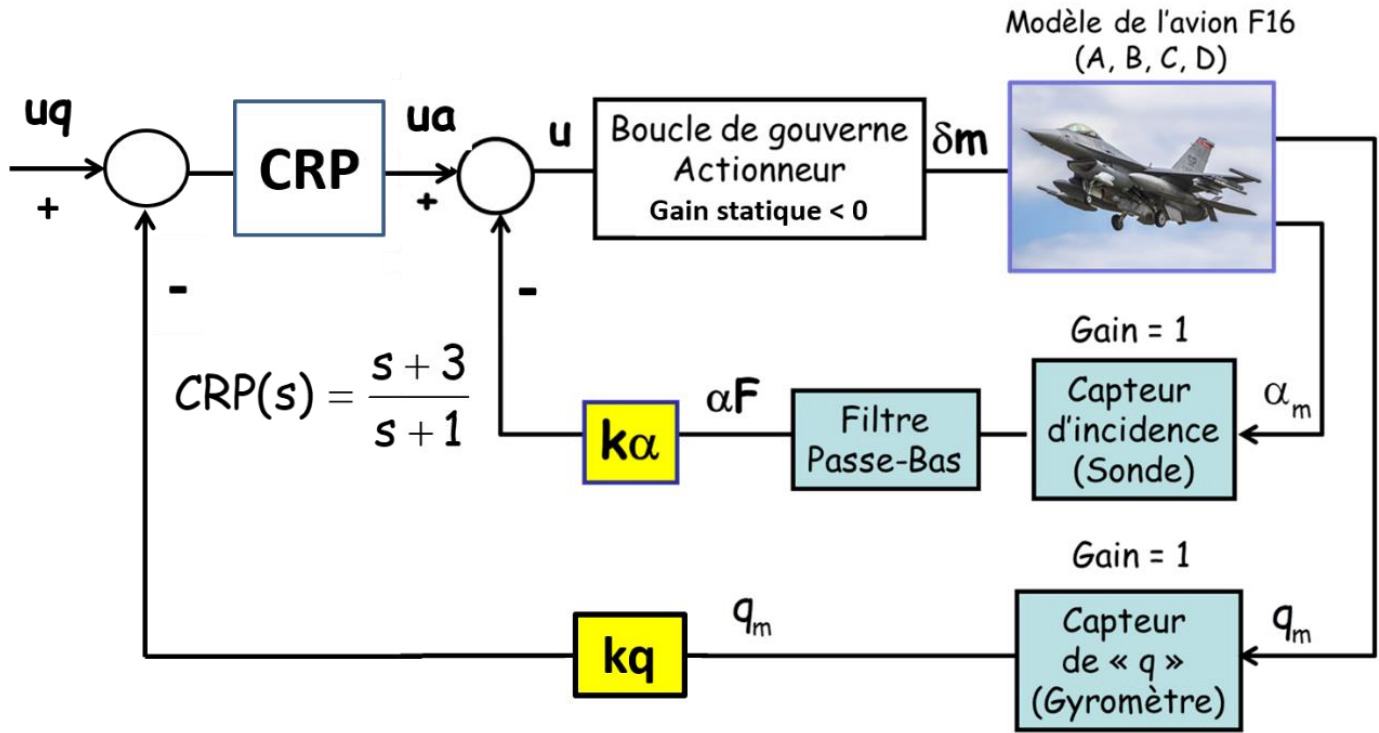 Modèle de l'avion F16
(A, B, C, D)
uq
+
-
CRP
ua
+
-
u
Boucle de gouverne
Actionneur
Gain statique < 0
δm
CRP(s) = (s + 3)/(s + 1)
Gain = 1
Capteur
d'incidence
(Sonde)
αm
Filtre
Passe-Bas
αF
kα
Gain = 1
Capteur
de « q »
(Gyromètre)
qm
qm
kq